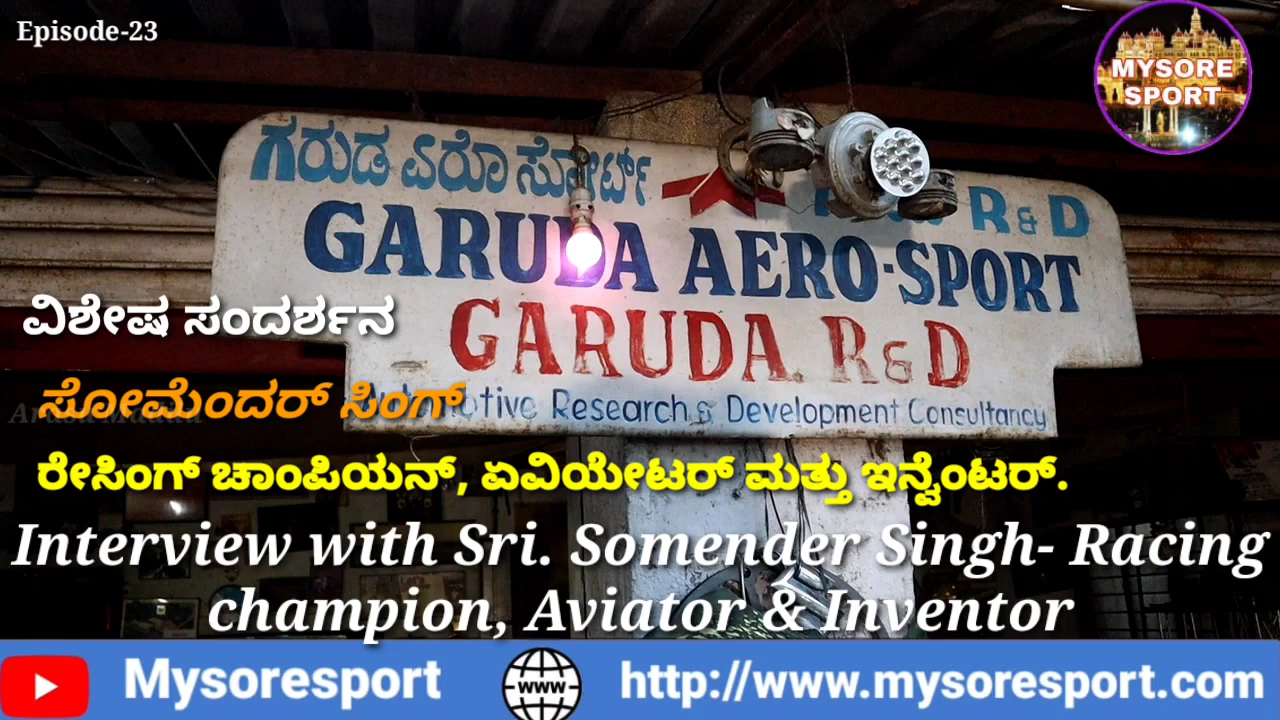 Episode-23
MYSORE
SPORT
ಗರುಡ ಏರೊ ಸ್ಪೋರ್ಟ್ R & D
GARUDA AERO-SPORT
GARUDA R & D
Automotive Research & Development Consultancy
ವಿಶೇಷ ಸಂದರ್ಶನ
ಸೋಮೆಂದರ್ ಸಿಂಗ್
ರೇಸಿಂಗ್ ಚಾಂಪಿಯನ್, ಏವಿಯೇಟರ್ ಮತ್ತು ಇನ್ವೆಂಟರ್.
Interview with Sri. Somender Singh- Racing
champion, Aviator & Inventor
Mysoresport
www
http://www.mysoresport.com